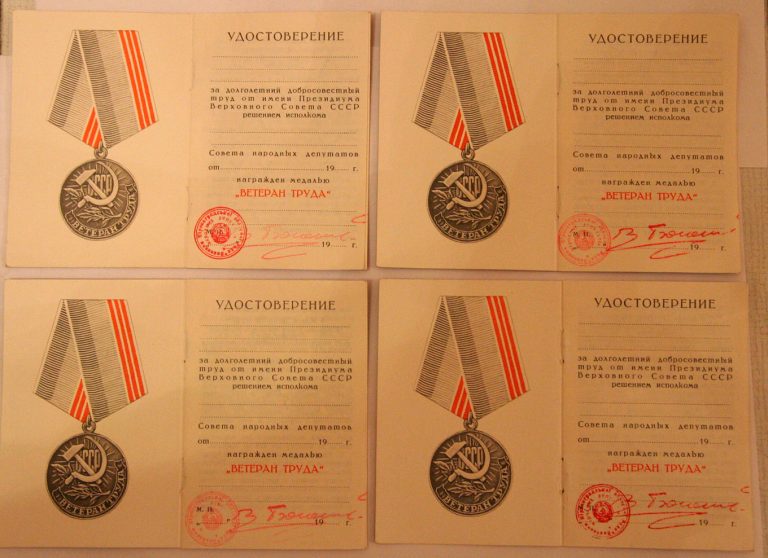 УДОСТОВЕРЕНИЕ
за долголетний добросовестный
труд от имени Президиума
Верховного Совета СССР
решением исполкома
Совета народных депутатов
от 19 г.
награжден медалью
„ВЕТЕРАН ТРУДА“
19 г.
СССР
ВЕТЕРАН ТРУДА
УДОСТОВЕРЕНИЕ
за долголетний добросовестный
труд от имени Президиума
Верховного Совета СССР
решением исполкома
Совета народных депутатов
от 19 г.
награжден медалью
„ВЕТЕРАН ТРУДА“
М. П.
19 г.
СССР
ВЕТЕРАН ТРУДА
УДОСТОВЕРЕНИЕ
за долголетний добросовестный
труд от имени Президиума
Верховного Совета СССР
решением исполкома
Совета народных депутатов
от 19 г.
награжден медалью
„ВЕТЕРАН ТРУДА“
М. П.
19 г.
СССР
ВЕТЕРАН ТРУДА
УДОСТОВЕРЕНИЕ
за долголетний добросовестный
труд от имени Президиума
Верховного Совета СССР
решением исполкома
Совета народных депутатов
от 19 г.
награжден медалью
„ВЕТЕРАН ТРУДА“
19 г.
СССР
ВЕТЕРАН ТРУДА